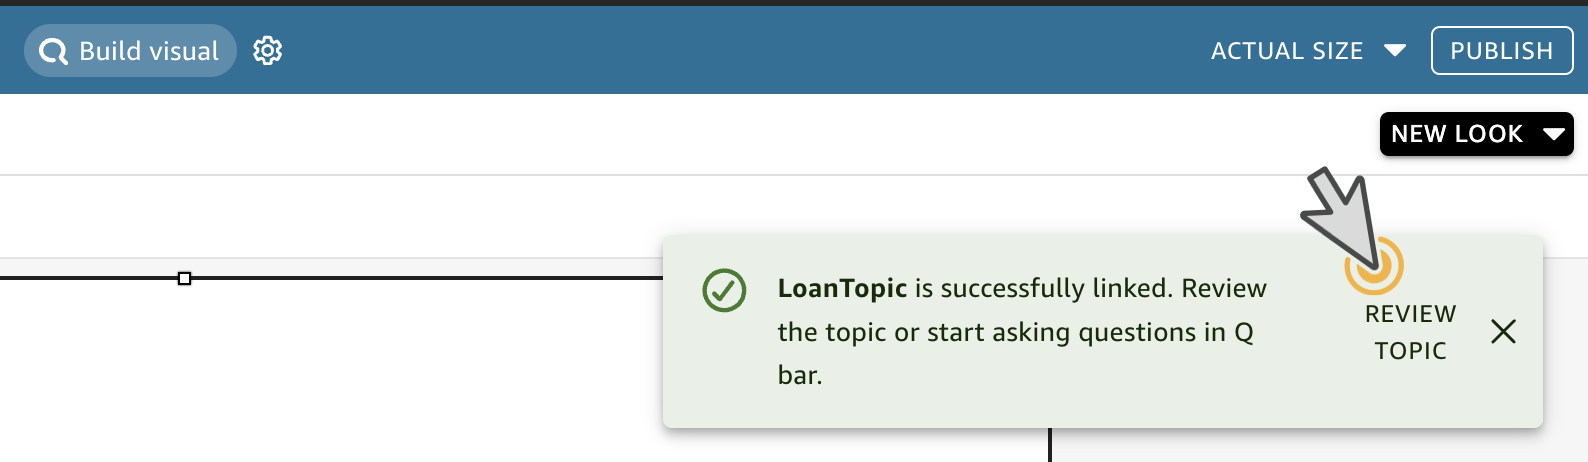 Build visual
ACTUAL SIZE
PUBLISH
NEW LOOK
LoanTopic is successfully linked. Review
the topic or start asking questions in Q
bar.
REVIEW
TOPIC